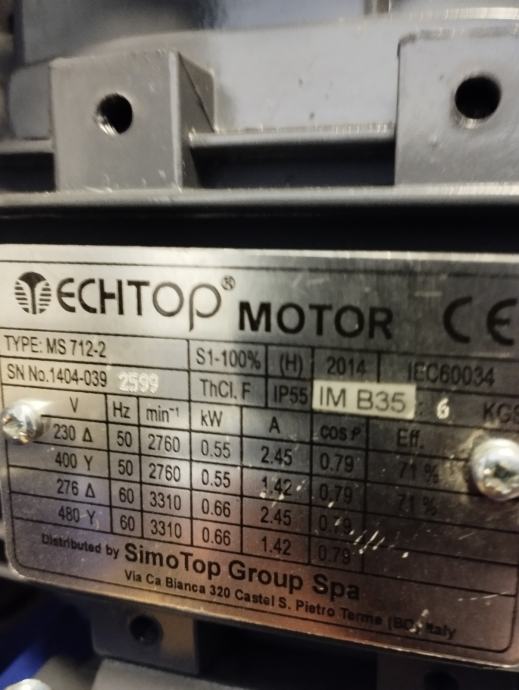 TECHTOP® MOTOR CE
TYPE: MS 712-2 S1-100% (H) 2014 IEC60034
SN No.1404-039 2599 ThCl. F IP55 IM B35 : 6 KGS
V Hz min⁻¹ kW A cos φ Eff.
230 Δ 50 2760 0.55 2.45 0.79 71 %
400 Y 50 2760 0.55 1.42 0.79 71 %
276 Δ 60 3310 0.66 2.45 0.79
480 Y 60 3310 0.66 1.42 0.79
Distributed by SimoTop Group Spa
Via Ca Bianca 320 Castel S. Pietro Terme (BO) Italy